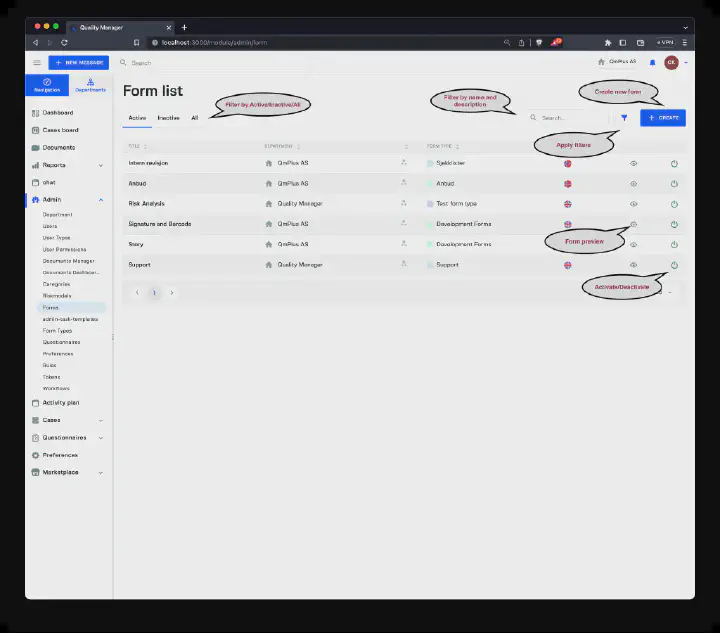 Quality Manager
localhost:3000/module/admin/form
VPN
NEW MESSAGE
Search
QmPlus AS
CK
Navigation
Departments
Form list
Filter by Active/Inactive/All
Filter by name and description
Create new form
Active
Inactive
All
Search...
CREATE
Apply filters
TITLE
DEPARTMENT
FORM TYPE
Intern revisjon
QmPlus AS
Sjekklister
Anbud
QmPlus AS
Anbud
Risk Analysis
Quality Manager
Test form type
Signature and Barcode
QmPlus AS
Development Forms
Story
QmPlus AS
Development Forms
Form preview
Support
Quality Manager
Support
Activate/Deactivate
1
Dashboard
Cases board
Documents
Reports
chat
Admin
Department
Users
User Types
User Permissions
Documents Manager
Documents Dashboar...
Categories
Riskmodels
Forms
admin-task-templates
Form Types
Questionnaires
Preferences
Rules
Tokens
Workflows
Activity plan
Cases
Questionnaires
Preferences
Marketplace